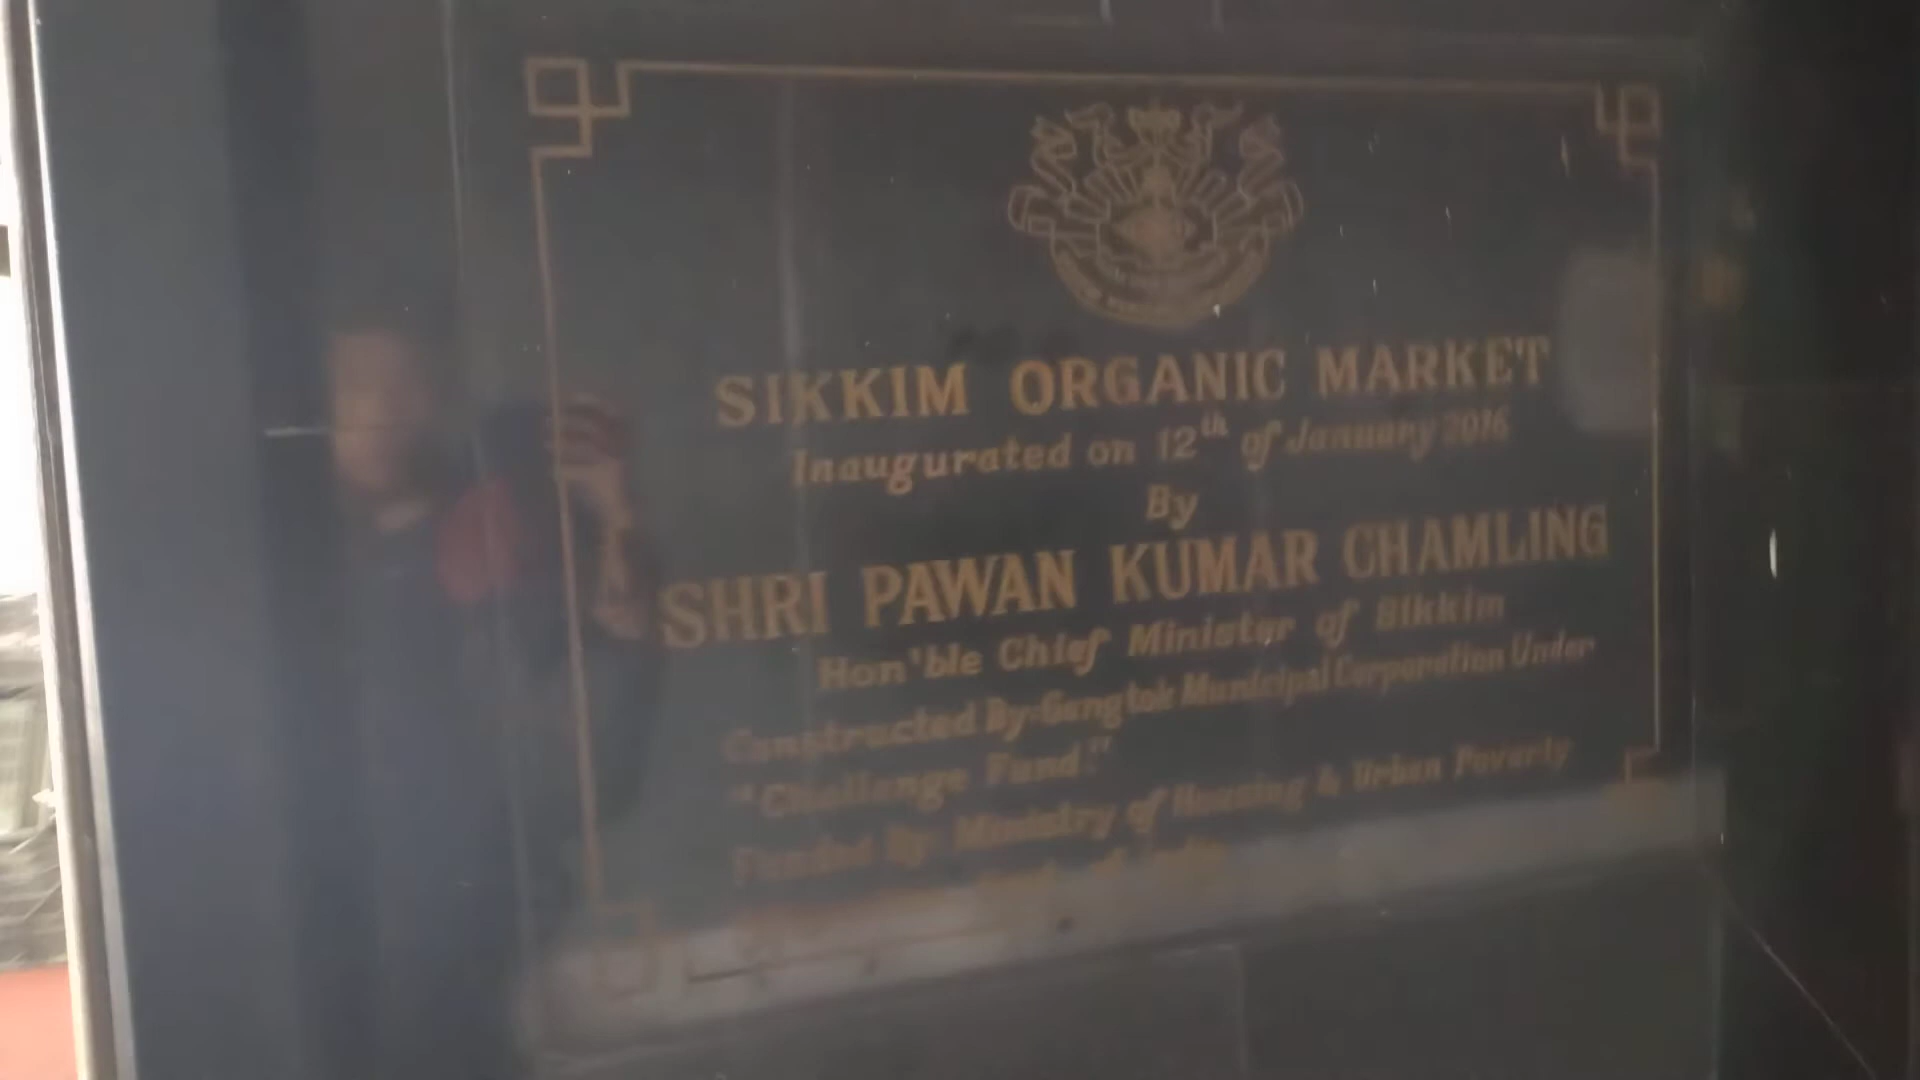 SIKKIM ORGANIC MARKET
Inaugurated on 12th of January 2016
By
SHRI PAWAN KUMAR CHAMLING
Hon'ble Chief Minister of Sikkim
Constructed By:-Gangtok Municipal Corporation Under
"Challenge Fund."
Funded By Ministry of Housing & Urban Poverty